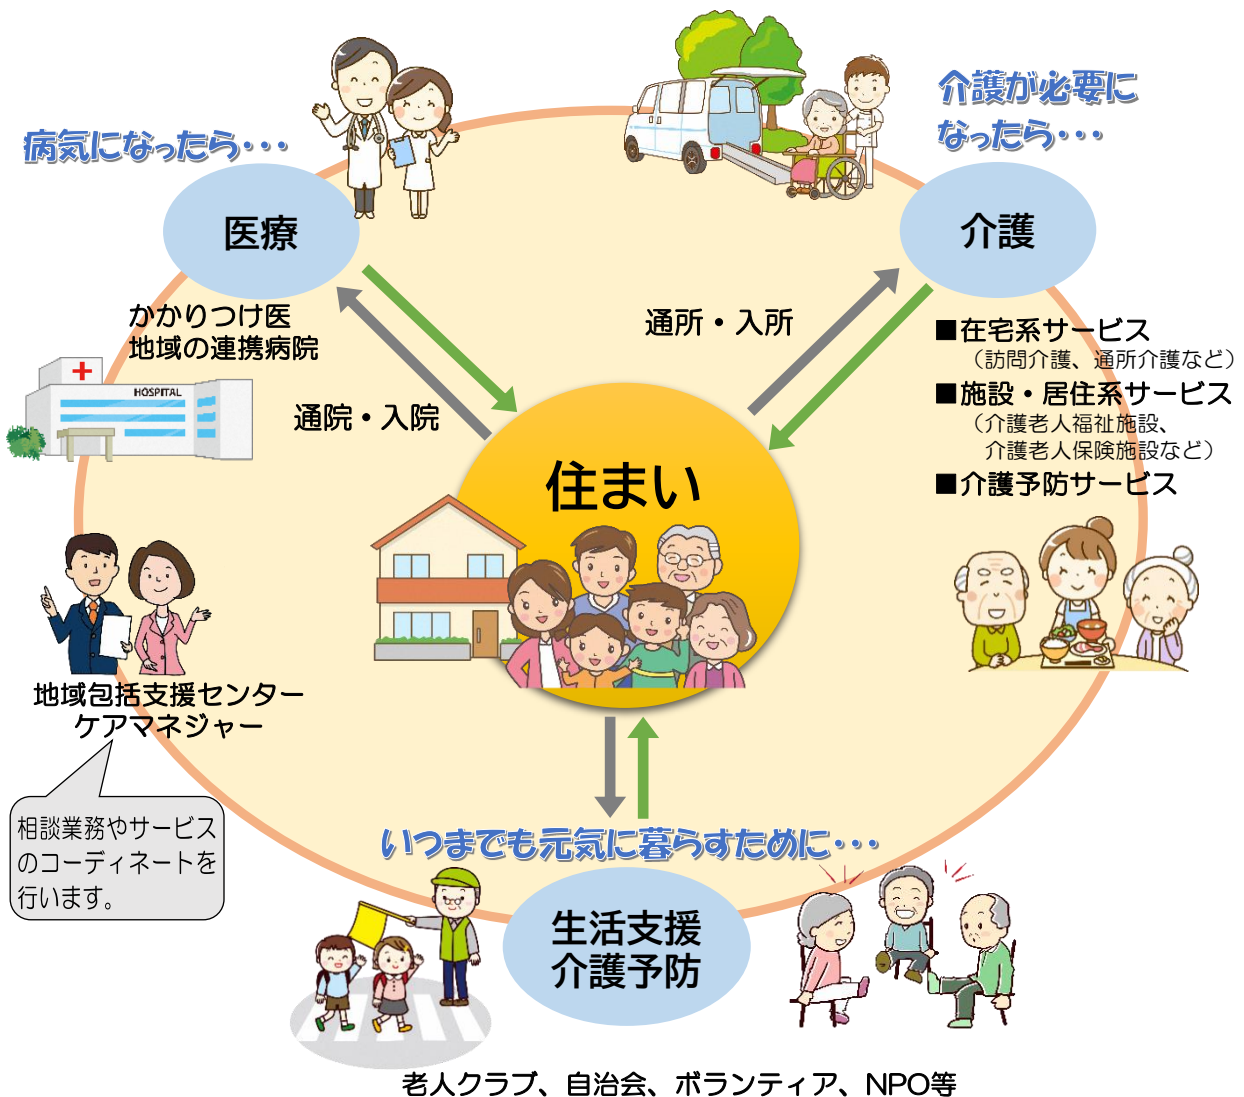 病気になったら・・・
医療
かかりつけ医
地域の連携病院
HOSPITAL
通院・入院
介護が必要に
なったら・・・
介護
通所・入所
■在宅系サービス
（訪問介護、通所介護など）
■施設・居住系サービス
（介護老人福祉施設、
介護老人保険施設など）
■介護予防サービス
住まい
地域包括支援センター
ケアマネジャー
相談業務やサービス
のコーディネートを
行います。
いつまでも元気に暮らすために・・・
生活支援
介護予防
老人クラブ、自治会、ボランティア、NPO等